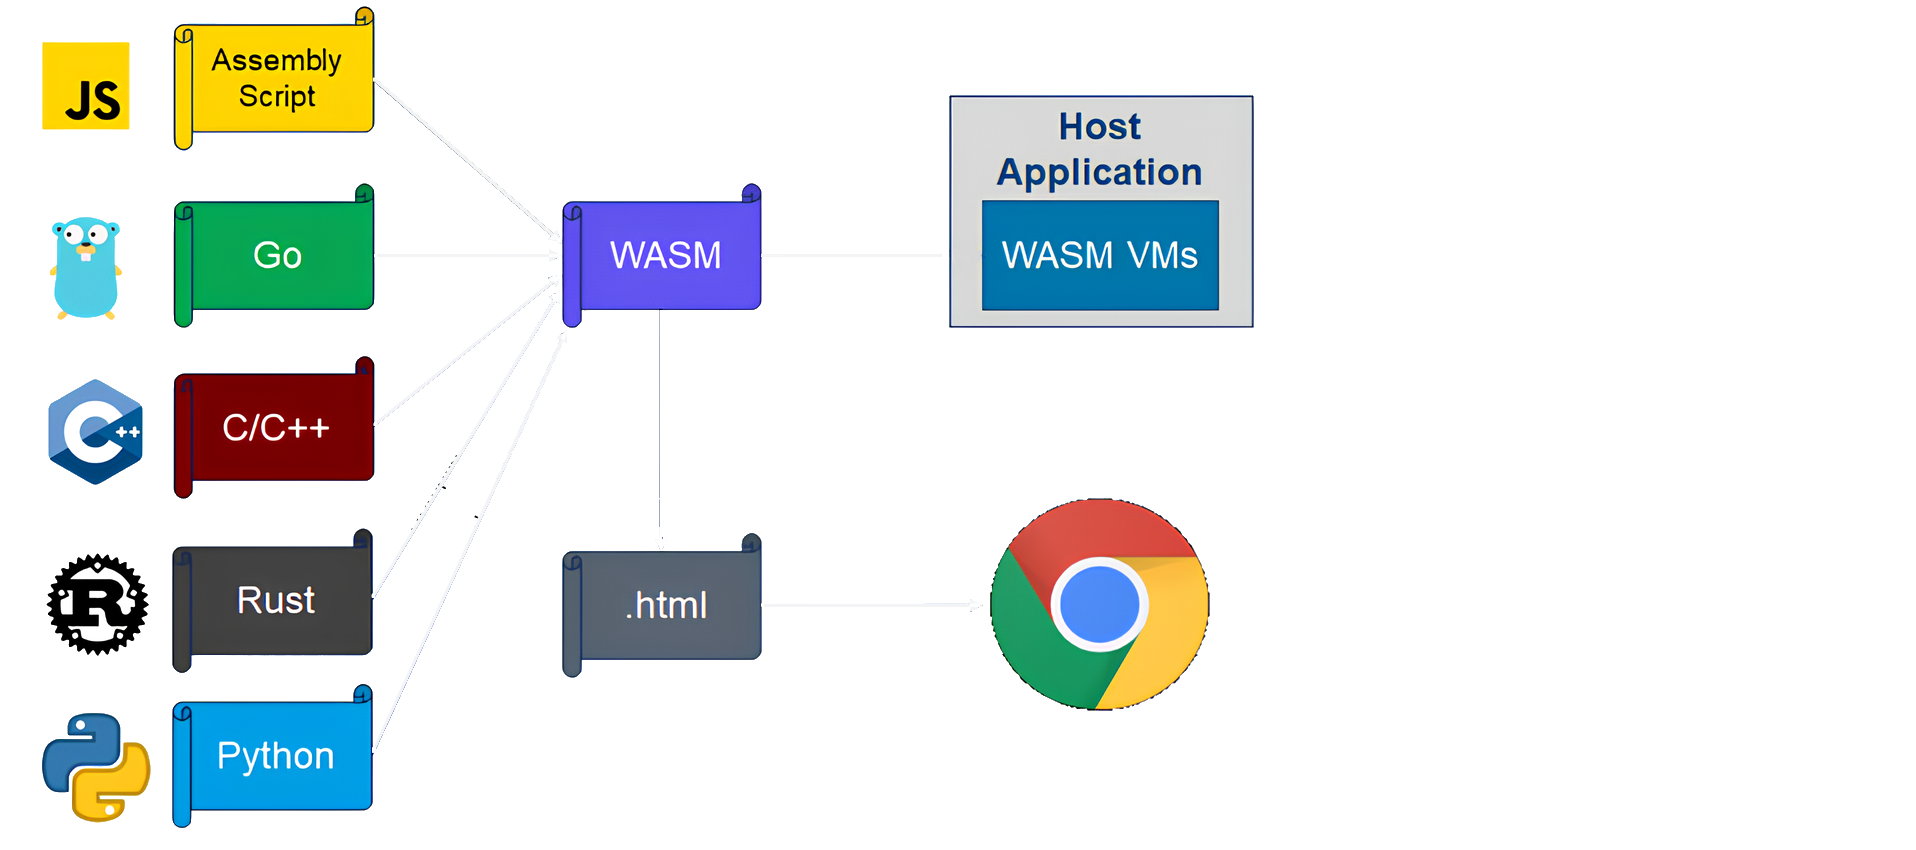 JS
Assembly
Script
Go
C/C++
C++
Rust
R
Python
WASM
.html
Host
Application
WASM VMs